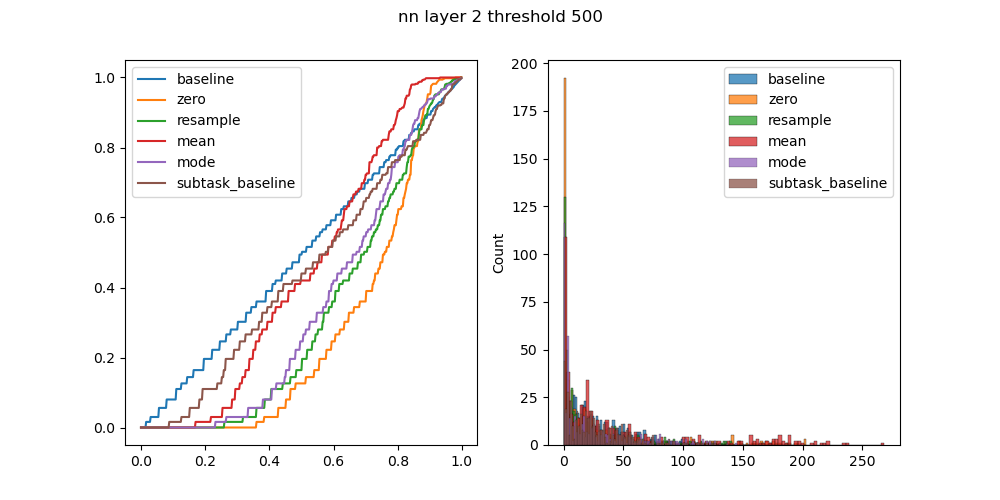 nn layer 2 threshold 500
baseline
zero
resample
mean
mode
subtask_baseline
1.0
0.8
0.6
0.4
0.2
0.0
0.0 0.2 0.4 0.6 0.8 1.0
baseline
zero
resample
mean
mode
subtask_baseline
Count
200
175
150
125
100
75
50
25
0
0 50 100 150 200 250